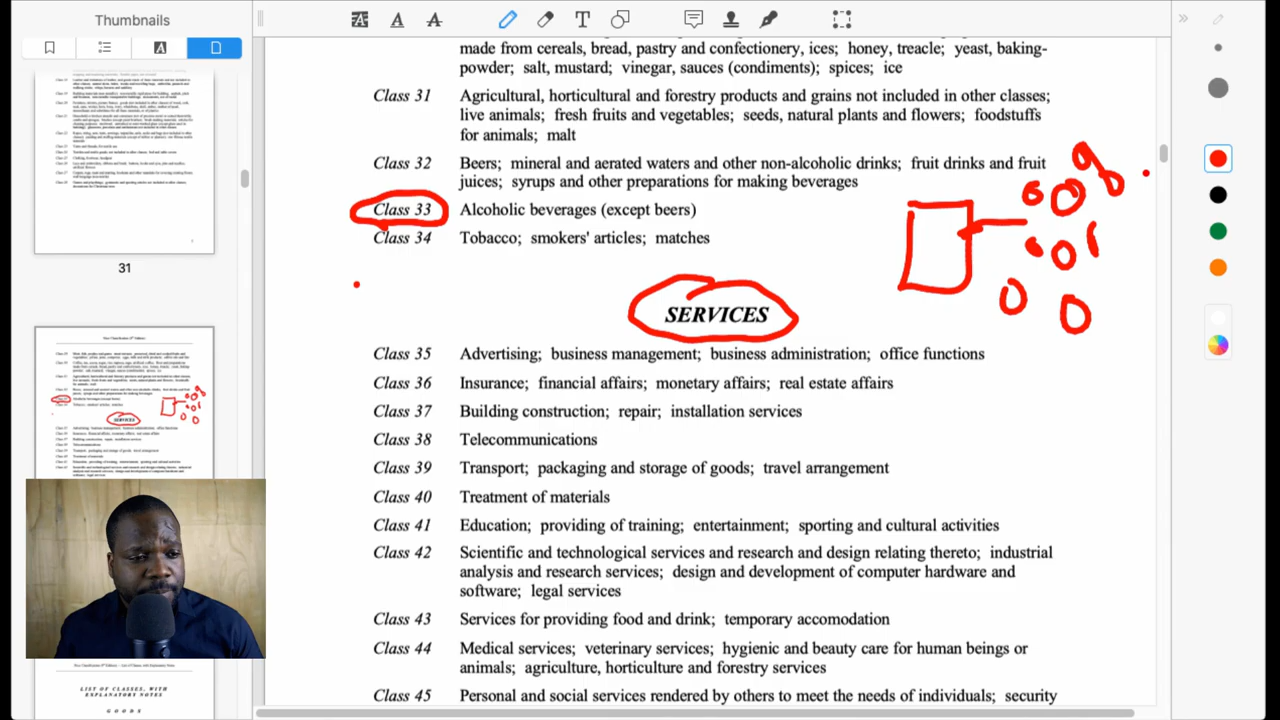 Thumbnails
31
LIST OF CLASSES, WITH
EXPLANATORY NOTES
GOODS
made from cereals, bread, pastry and confectionery, ices; honey, treacle; yeast, baking-
powder; salt, mustard; vinegar, sauces (condiments); spices; ice
Class 31 Agricultural, horticultural and forestry products and grains not included in other classes;
live animals; fresh fruits and vegetables; seeds, natural plants and flowers; foodstuffs
for animals, malt
Class 32 Beers; mineral and aerated waters and other non-alcoholic drinks; fruit drinks and fruit
juices; syrups and other preparations for making beverages
Class 33 Alcoholic beverages (except beers)
Class 34 Tobacco; smokers' articles; matches
SERVICES
Class 35 Advertising; business management; business administration; office functions
Class 36 Insurance; financial affairs; monetary affairs; real estate affairs
Class 37 Building construction; repair; installation services
Class 38 Telecommunications
Class 39 Transport; packaging and storage of goods; travel arrangement
Class 40 Treatment of materials
Class 41 Education; providing of training; entertainment; sporting and cultural activities
Class 42 Scientific and technological services and research and design relating thereto; industrial
analysis and research services; design and development of computer hardware and
software; legal services
Class 43 Services for providing food and drink; temporary accomodation
Class 44 Medical services; veterinary services; hygienic and beauty care for human beings or
animals; agriculture, horticulture and forestry services
Class 45 Personal and social services rendered by others to meet the needs of individuals; security